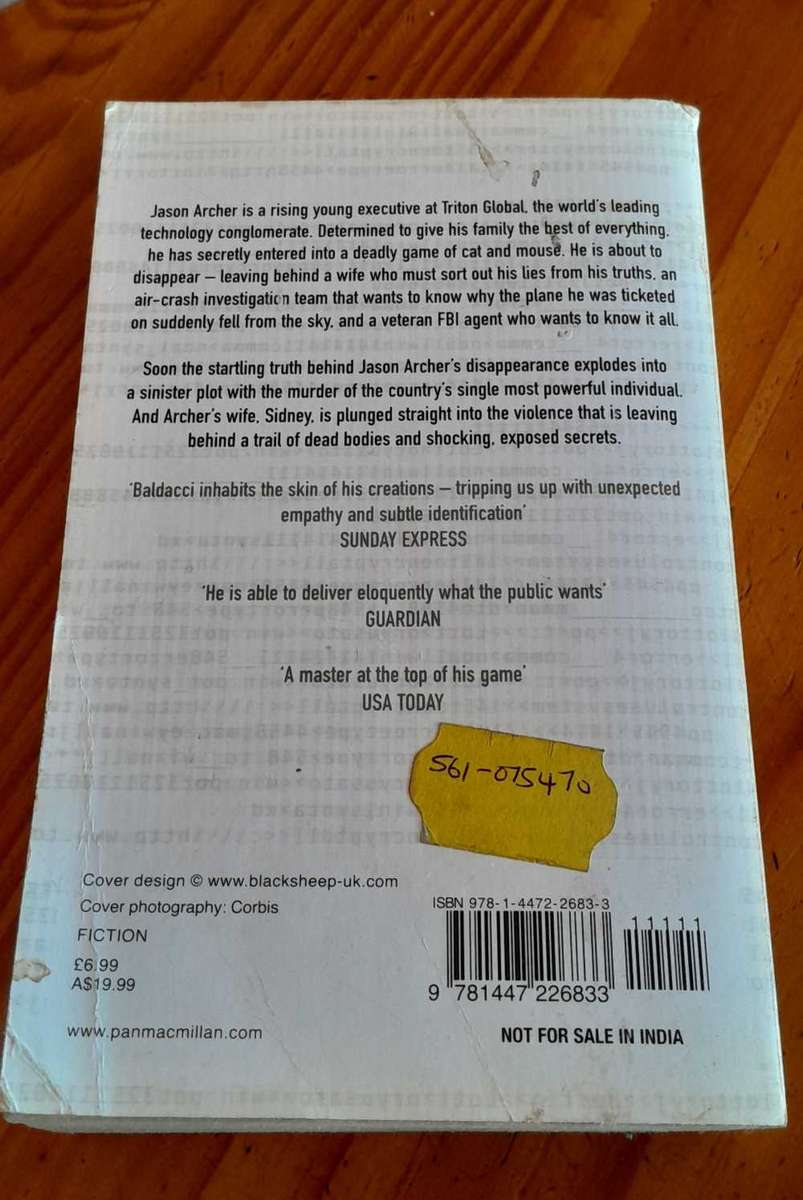 Jason Archer is a rising young executive at Triton Global, the world's leading
technology conglomerate. Determined to give his family the best of everything,
he has secretly entered into a deadly game of cat and mouse. He is about to
disappear – leaving behind a wife who must sort out his lies from his truths, an
air-crash investigation team that wants to know why the plane he was ticketed
on suddenly fell from the sky, and a veteran FBI agent who wants to know it all.
Soon the startling truth behind Jason Archer's disappearance explodes into
a sinister plot with the murder of the country's single most powerful individual.
And Archer's wife, Sidney, is plunged straight into the violence that is leaving
behind a trail of dead bodies and shocking, exposed secrets.
'Baldacci inhabits the skin of his creations – tripping us up with unexpected
empathy and subtle identification'
SUNDAY EXPRESS
'He is able to deliver eloquently what the public wants'
GUARDIAN
'A master at the top of his game'
USA TODAY
561-075470
Cover design © www.blacksheep-uk.com
Cover photography: Corbis
FICTION
£6.99
A$19.99
www.panmacmillan.com
ISBN 978-1-4472-2683-3
11111
9 781447 226833
NOT FOR SALE IN INDIA